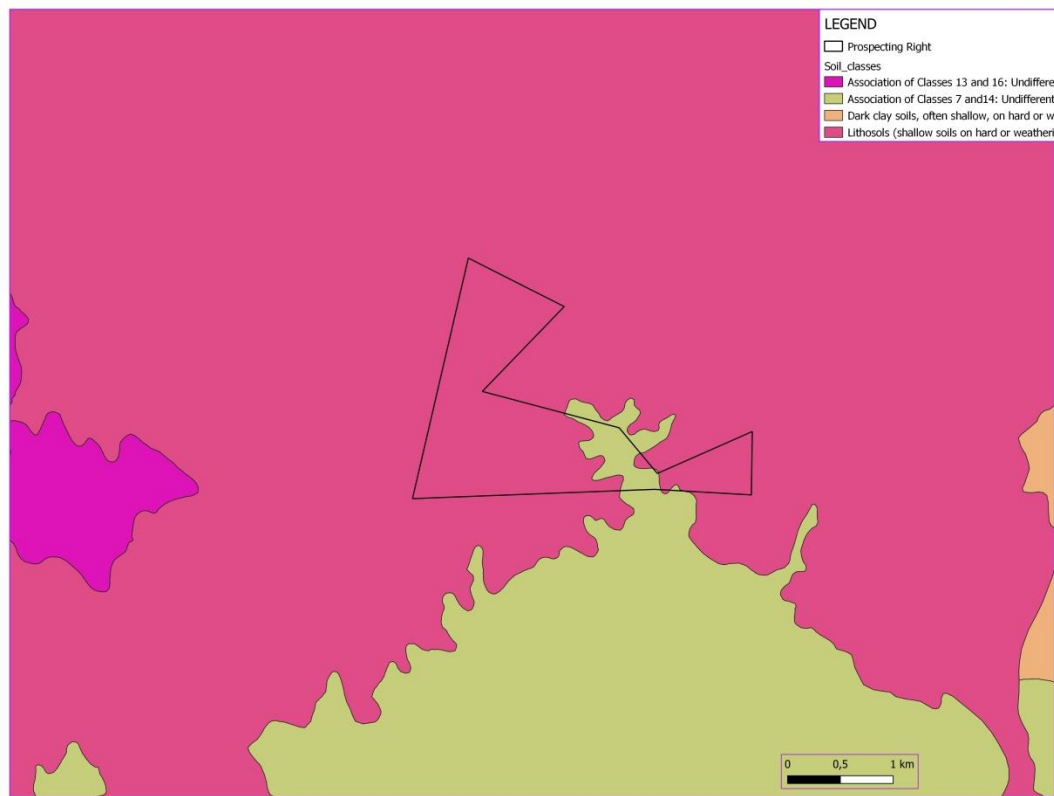 LEGEND
Prospecting Right
Soil_classes
Association of Classes 13 and 16: Undiffere
Association of Classes 7 and14: Undifferent
Dark clay soils, often shallow, on hard or w
Lithosols (shallow soils on hard or weatheri
0 0,5 1 km